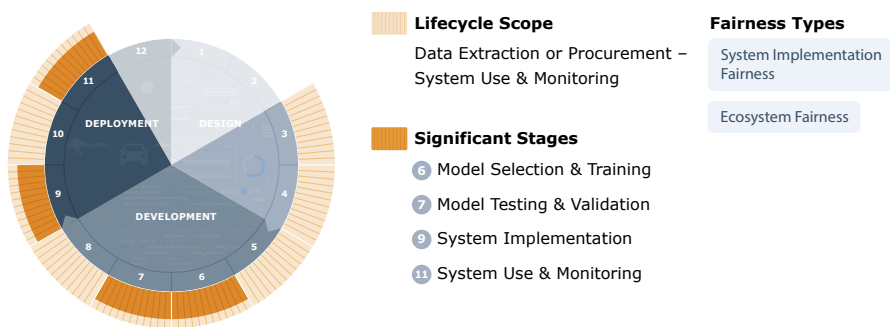 12
1
11
2
DEPLOYMENT
DESIGN
10
3
9
4
DEVELOPMENT
8
5
7
6
Lifecycle Scope
Data Extraction or Procurement –
System Use & Monitoring
Significant Stages
6 Model Selection & Training
7 Model Testing & Validation
9 System Implementation
11 System Use & Monitoring
Fairness Types
System Implementation
Fairness
Ecosystem Fairness